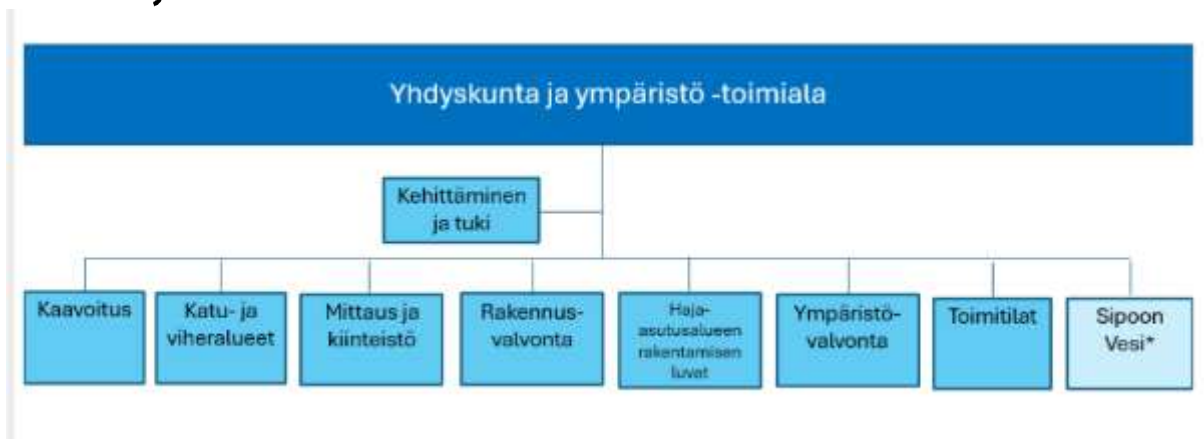 Yhdyskunta ja ympäristö -toimiala
Kehittäminen
ja tuki
Kaavoitus
Katu- ja
viheralueet
Mittaus ja
kiinteistö
Rakennus-
valvonta
Haja-
asutusalueen
rakentamisen
luvat
Ympäristö-
valvonta
Toimitilat
Sipoon
Vesi*